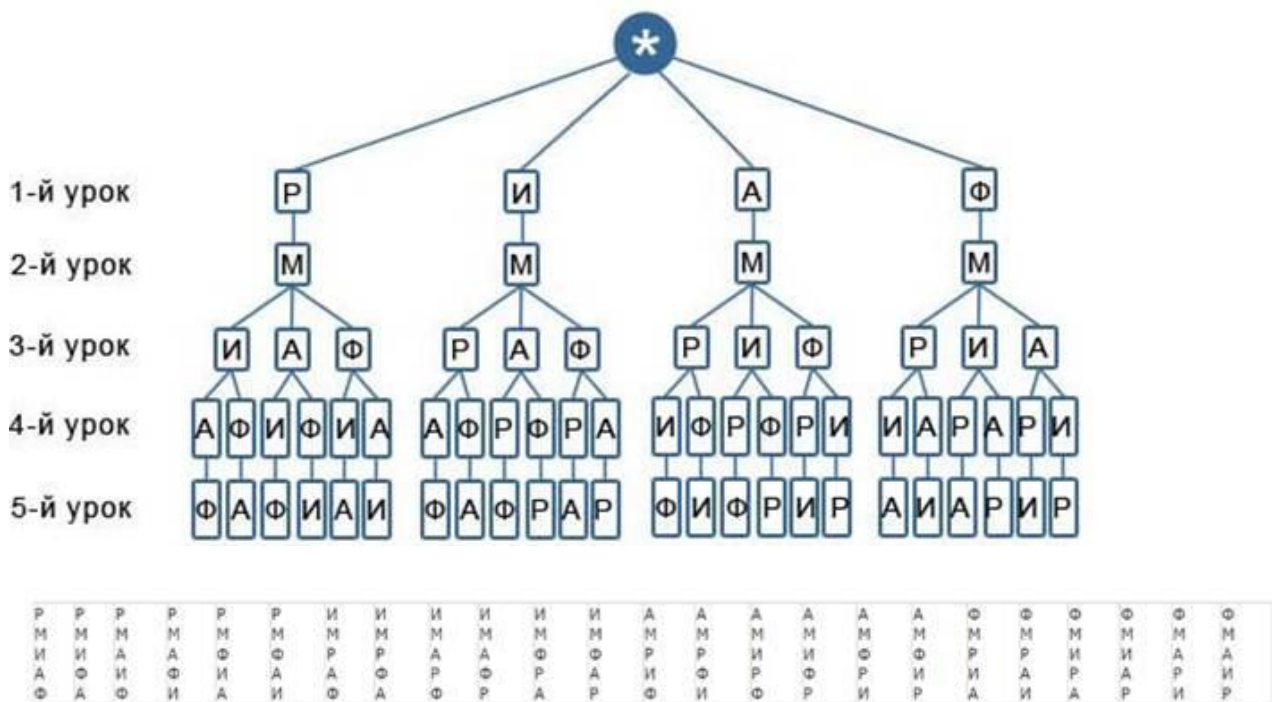 *
1-й урок Р И А Ф
2-й урок М М М М
3-й урок И А Ф Р А Ф Р И Ф Р И А
4-й урок А Ф И Ф И А А Ф Р Ф Р А И Ф Р Ф Р И И А Р А Р И
5-й урок Ф А Ф И А И Ф А Ф Р А Р Ф И Ф Р И Р А И А Р И Р
Р Р Р Р Р Р И И И И И И А А А А А А Ф Ф Ф Ф Ф Ф
М М М М М М М М М М М М М М М М М М М М М М М М
И И А А Ф Ф Р Р А А Ф Ф Р Р И И Ф Ф Р Р И И А А
А Ф И Ф И А А Ф Р Ф Р А И Ф Р Ф Р И И А Р А Р И
Ф А Ф И А И Ф А Ф Р А Р Ф И Ф Р И Р А И А Р И Р